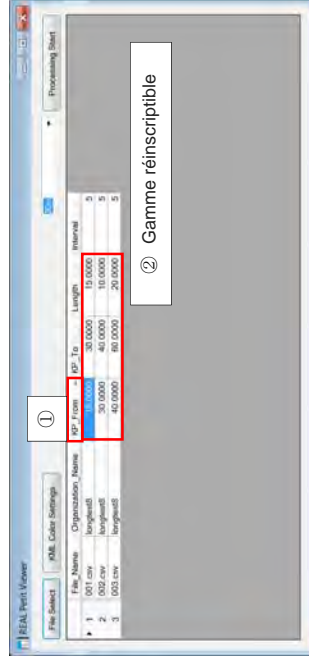 REAL Petit Viewer
File Select KML Color Settings Processing Start
①
File_Name Organization_Name KP_From KP_To Length Interval
1 001.csv longtest8 15.0000 30.0000 15.0000 5
2 002.csv longtest8 30.0000 40.0000 10.0000 5
3 003.csv longtest8 40.0000 60.0000 20.0000 5
② Gamme réinscriptible